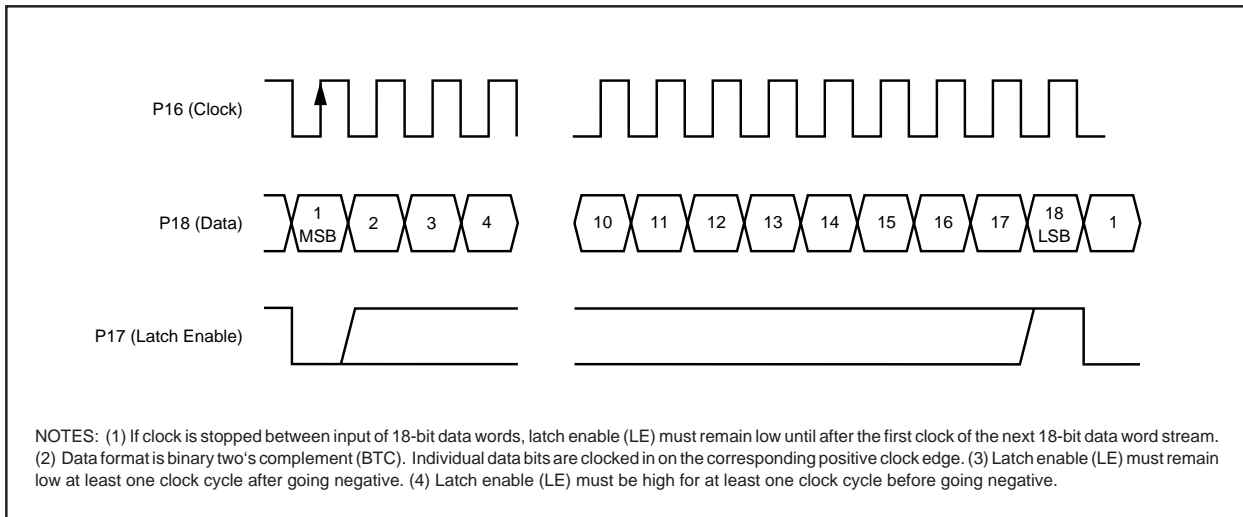 P16 (Clock)
P18 (Data)
1
MSB
2
3
4
10
11
12
13
14
15
16
17
18
LSB
1
P17 (Latch Enable)
NOTES: (1) If clock is stopped between input of 18-bit data words, latch enable (LE) must remain low until after the first clock of the next 18-bit data word stream.
(2) Data format is binary two‘s complement (BTC). Individual data bits are clocked in on the corresponding positive clock edge. (3) Latch enable (LE) must remain
low at least one clock cycle after going negative. (4) Latch enable (LE) must be high for at least one clock cycle before going negative.